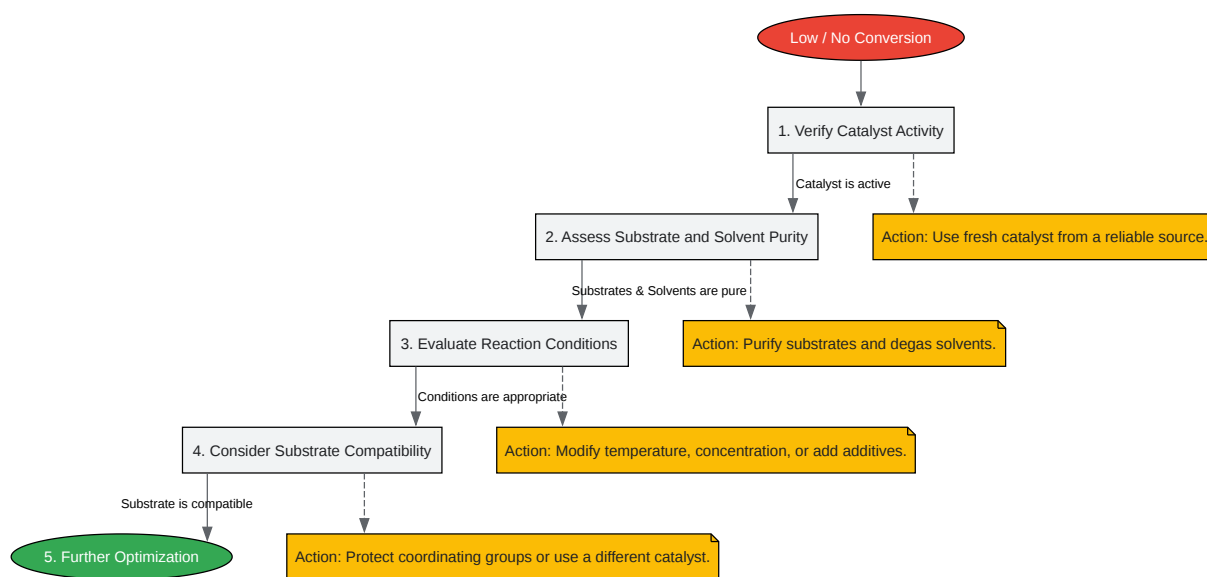 Low / No Conversion
1. Verify Catalyst Activity
Catalyst is active
2. Assess Substrate and Solvent Purity
Action: Use fresh catalyst from a reliable source.
Substrates & Solvents are pure
3. Evaluate Reaction Conditions
Action: Purify substrates and degas solvents.
Conditions are appropriate
4. Consider Substrate Compatibility
Action: Modify temperature, concentration, or add additives.
Substrate is compatible
5. Further Optimization
Action: Protect coordinating groups or use a different catalyst.